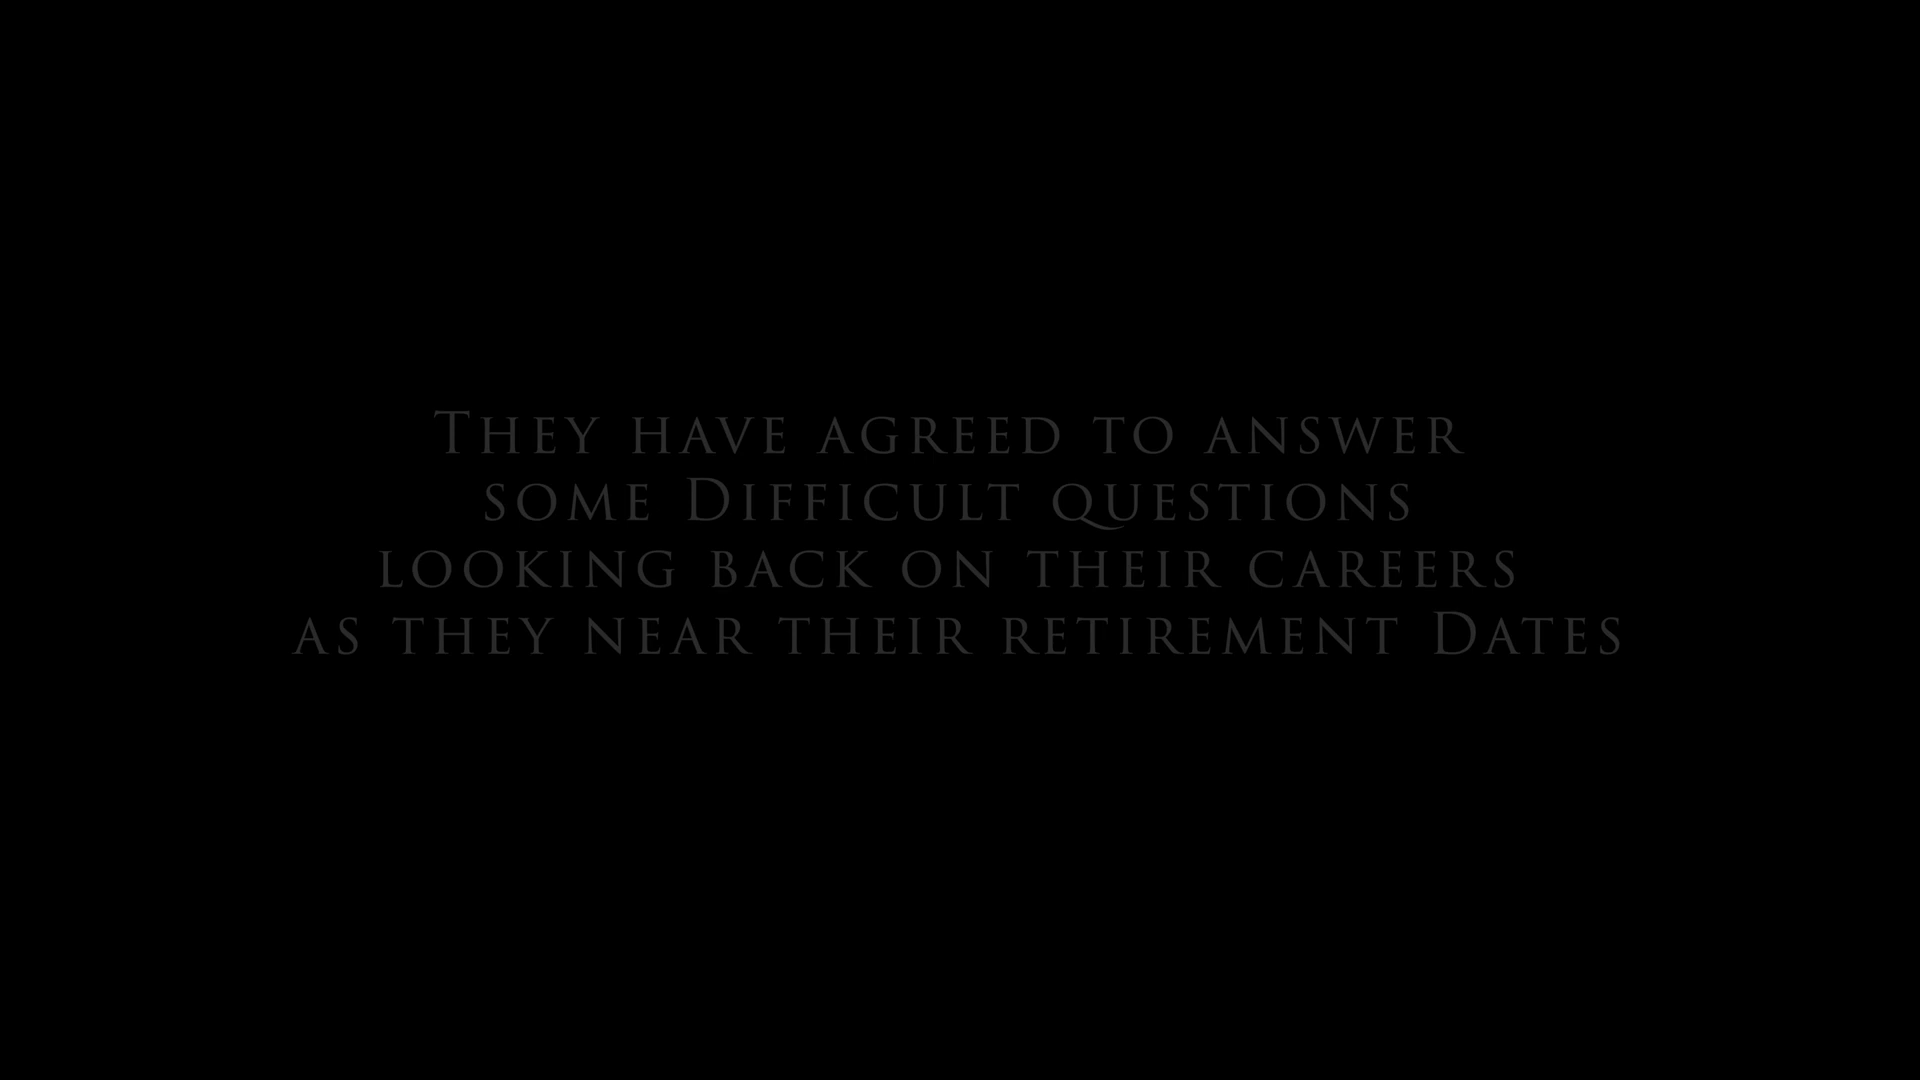 They have agreed to answer
some Difficult questions
looking back on their careers
as they near their retirement Dates